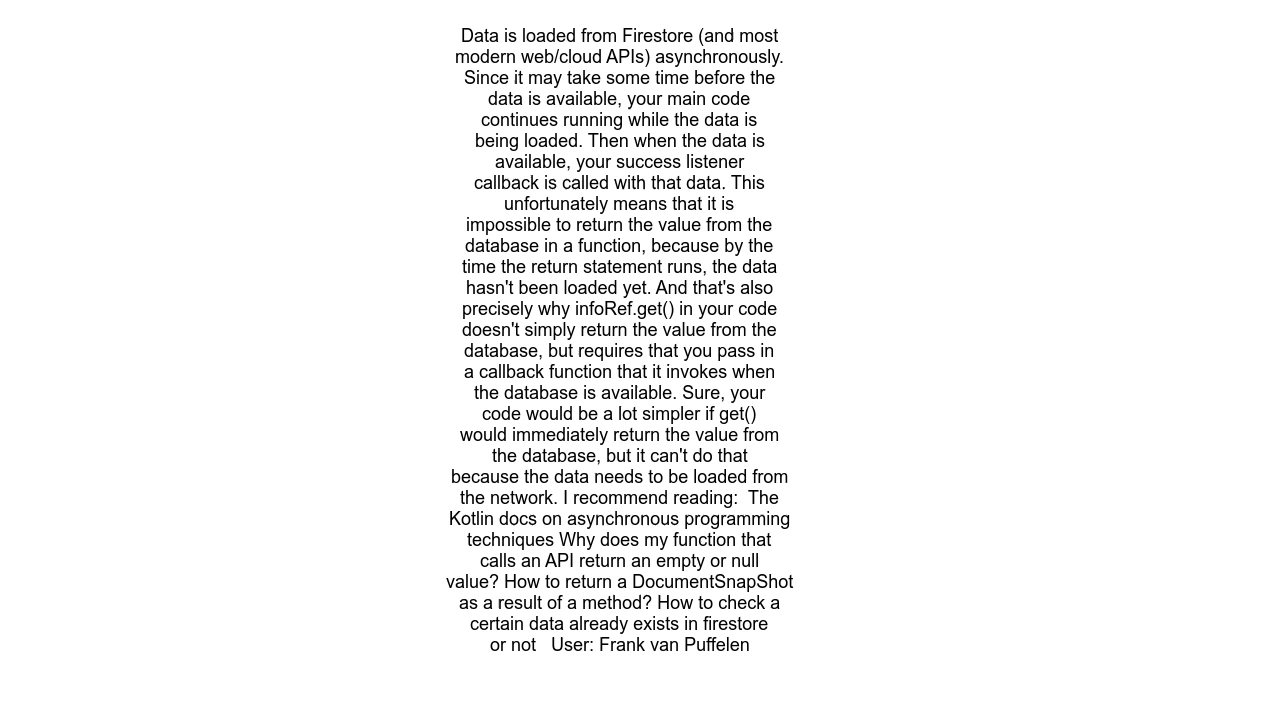 Data is loaded from Firestore (and most
modern web/cloud APIs) asynchronously.
Since it may take some time before the
data is available, your main code
continues running while the data is
being loaded. Then when the data is
available, your success listener
callback is called with that data. This
unfortunately means that it is
impossible to return the value from the
database in a function, because by the
time the return statement runs, the data
hasn't been loaded yet. And that's also
precisely why infoRef.get() in your code
doesn't simply return the value from the
database, but requires that you pass in
a callback function that it invokes when
the database is available. Sure, your
code would be a lot simpler if get()
would immediately return the value from
the database, but it can't do that
because the data needs to be loaded from
the network. I recommend reading:  The
Kotlin docs on asynchronous programming
techniques Why does my function that
calls an API return an empty or null
value? How to return a DocumentSnapShot
as a result of a method? How to check a
certain data already exists in firestore
or not   User: Frank van Puffelen